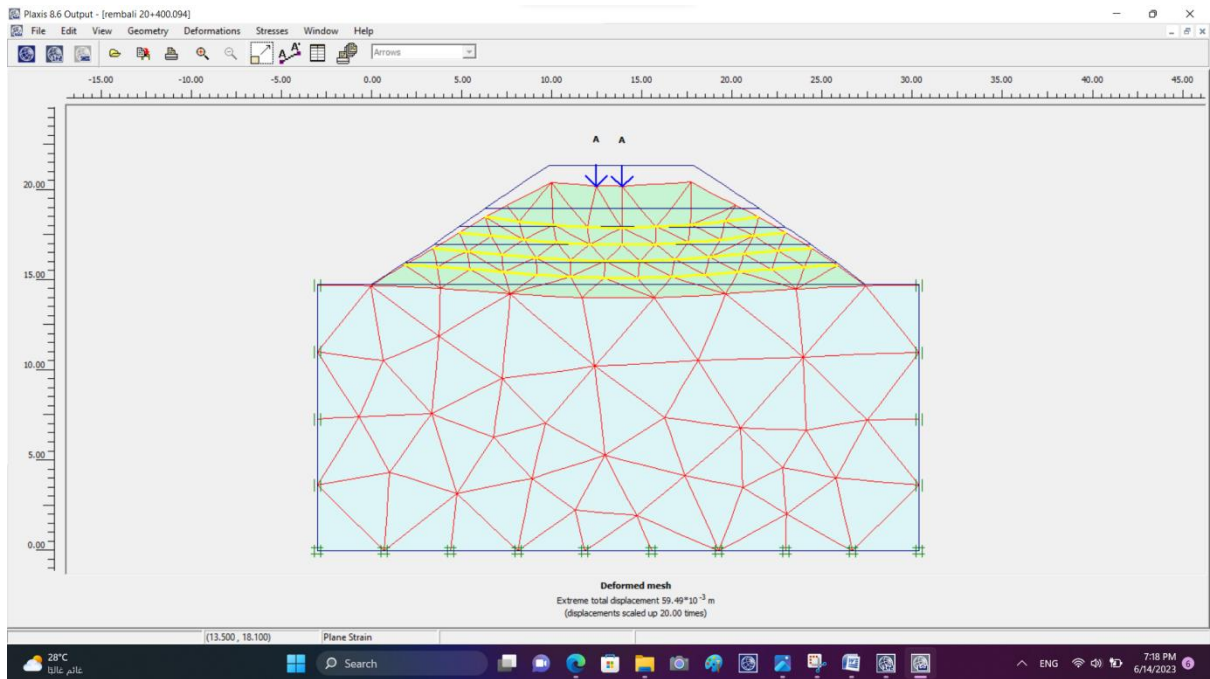 Plaxis 8.6 Output - [rembali 20+400.094]
File Edit View Geometry Deformations Stresses Window Help
Arrows
-15.00 -10.00 -5.00 0.00 5.00 10.00 15.00 20.00 25.00 30.00 35.00 40.00 45.00
A A
20.00
15.00
10.00
5.00
0.00
Deformed mesh
Extreme total displacement 59.49*10⁻³ m
(displacements scaled up 20.00 times)
(13.500 , 18.100) Plane Strain
28°C
غائم غالبًا
Search
ENG
7:18 PM
6/14/2023
6